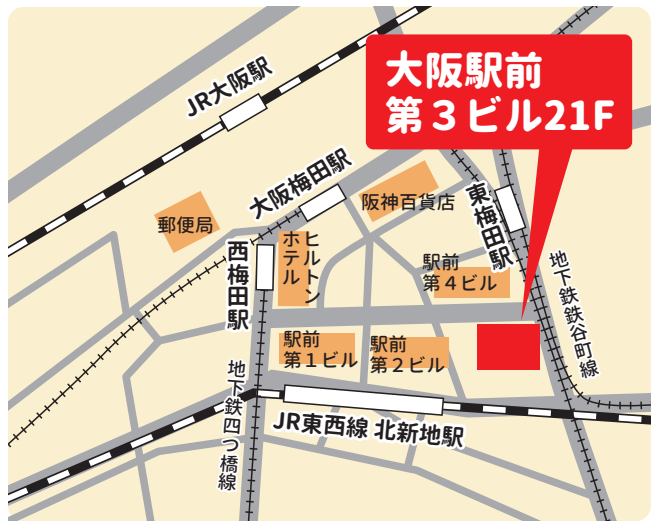 大阪駅前
第３ビル21F
JR大阪駅
大阪梅田駅
阪神百貨店
東梅田駅
郵便局
西梅田駅
ヒルトン
ホテル
駅前
第４ビル
地下鉄鉄谷町線
駅前
第１ビル
駅前
第２ビル
地下鉄四つ橋線
JR東西線 北新地駅